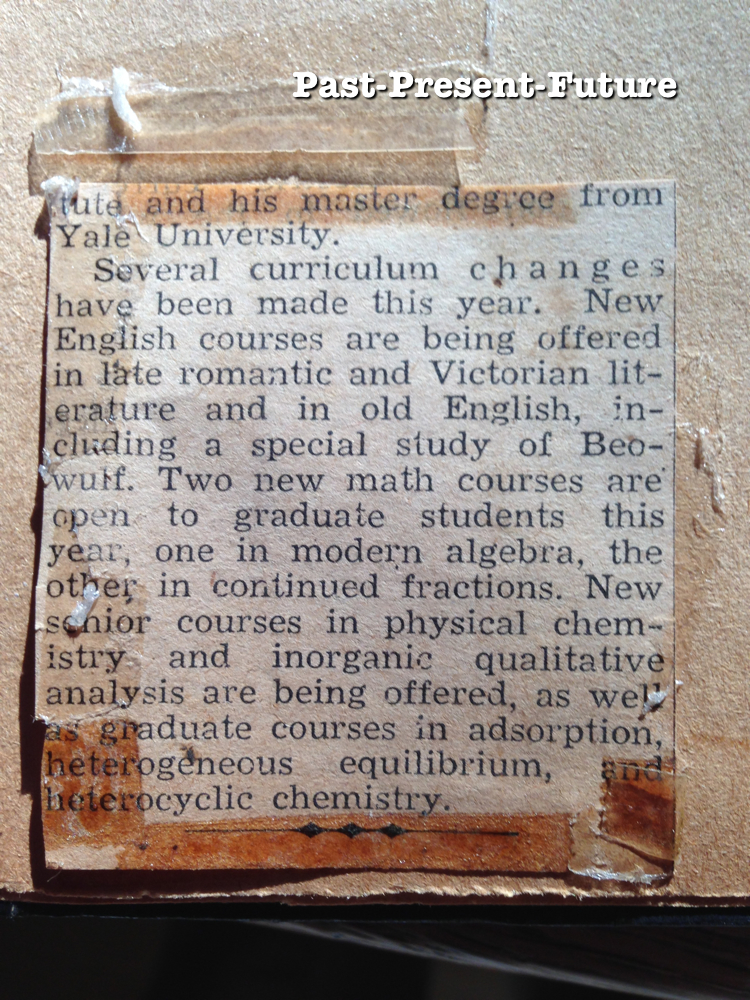 Past-Present-Future
tute and his master degree from
Yale University.
Several curriculum changes
have been made this year. New
English courses are being offered
in late romantic and Victorian lit-
erature and in old English, in-
cluding a special study of Beo-
wulf. Two new math courses are
open to graduate students this
year, one in modern algebra, the
other in continued fractions. New
senior courses in physical chem-
istry and inorganic qualitative
analysis are being offered, as well
as graduate courses in adsorption,
heterogeneous equilibrium, and
heterocyclic chemistry.